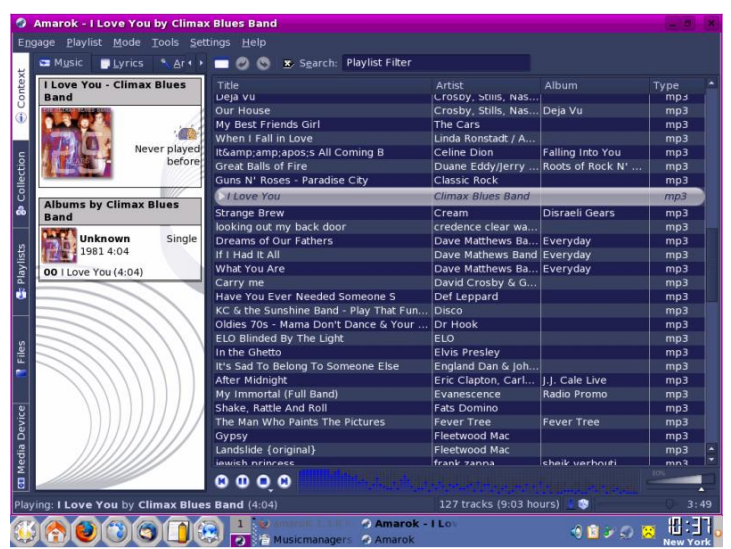 Amarok - I Love You by Climax Blues Band
Engage Playlist Mode Tools Settings Help
Context
Collection
Playlists
Files
Media Device
Music Lyrics Ar
I Love You - Climax Blues
Band
Never played
before
Albums by Climax Blues
Band
Unknown Single
1981 4:04
00 I Love You (4:04)
Search: Playlist Filter
Title Artist Album Type
Deja Vu Crosby, Stills, Nas... mp3
Our House Crosby, Stills, Nas... Deja Vu mp3
My Best Friends Girl The Cars mp3
When I Fall in Love Linda Ronstadt / A... mp3
It&amp;amp;apos;s All Coming B Celine Dion Falling Into You mp3
Great Balls of Fire Duane Eddy/Jerry ... Roots of Rock N' ... mp3
Guns N' Roses - Paradise City Classic Rock mp3
I Love You Climax Blues Band mp3
Strange Brew Cream Disraeli Gears mp3
looking out my back door credence clear wa... mp3
Dreams of Our Fathers Dave Matthews Ba... Everyday mp3
If I Had It All Dave Matthews Band Everyday mp3
What You Are Dave Matthews Ba... Everyday mp3
Carry me David Crosby & G... mp3
Have You Ever Needed Someone S Def Leppard mp3
KC & the Sunshine Band - Play That Fun... Disco mp3
Oldies 70s - Mama Don't Dance & Your ... Dr Hook mp3
ELO Blinded By The Light ELO mp3
In the Ghetto Elvis Presley mp3
It's Sad To Belong To Someone Else England Dan & Joh... mp3
After Midnight Eric Clapton, Carl... J.J. Cale Live mp3
My Immortal (Full Band) Evanescence Radio Promo mp3
Shake, Rattle And Roll Fats Domino mp3
The Man Who Paints The Pictures Fever Tree Fever Tree mp3
Gypsy Fleetwood Mac mp3
Landslide {original} Fleetwood Mac mp3
jewish princess frank zappa sheik yerbouti mp3
80%
Playing: I Love You by Climax Blues Band (4:04) 127 tracks (9:03 hours) 3:49
1 Amarok - I Lov
2 Musicmanagers Amarok
10:37
New York